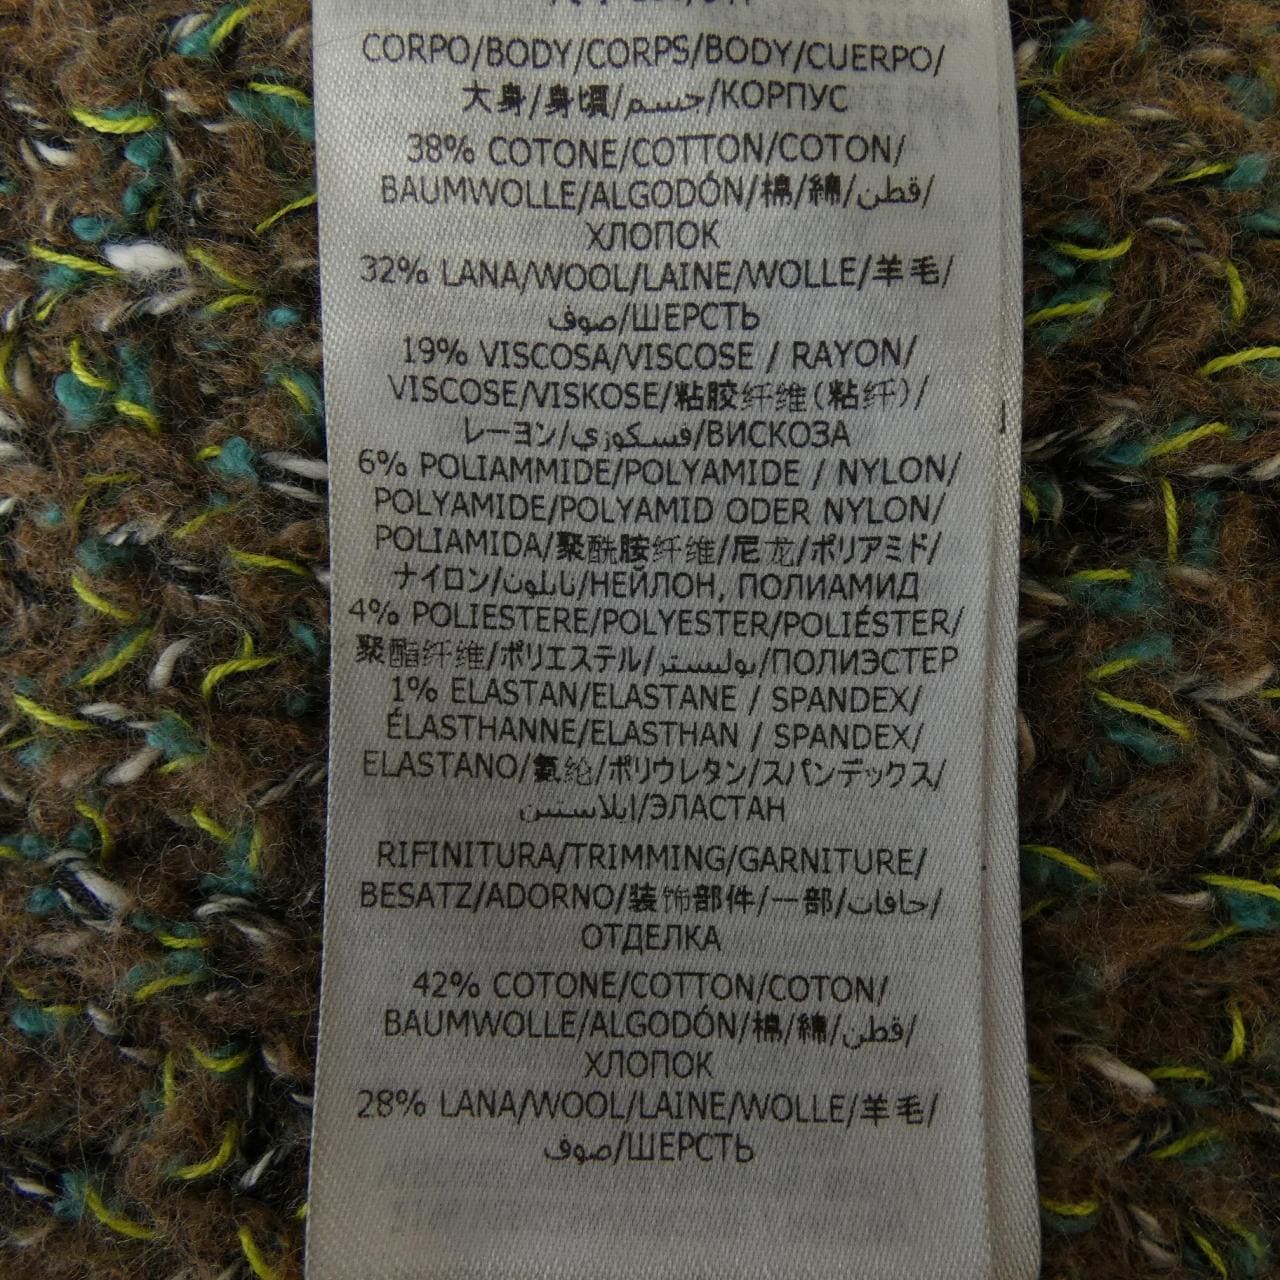 CORPO/BODY/CORPS/BODY/CUERPO/
大身/身頃/جسم/КОРПУС
38% COTONE/COTTON/COTON/
BAUMWOLLE/ALGODÓN/棉/綿/قطن/
ХЛОПОК
32% LANA/WOOL/LAINE/WOLLE/羊毛/
صوف/ШЕРСТЬ
19% VISCOSA/VISCOSE / RAYON/
VISCOSE/VISKOSE/粘胶纤维(粘纤)/
レーヨン/فسكوزي/ВИСКОЗА
6% POLIAMMIDE/POLYAMIDE / NYLON/
POLYAMIDE/POLYAMID ODER NYLON/
POLIAMIDA/聚酰胺纤维/尼龙/ポリアミド/
ナイロン/نايلون/НЕЙЛОН, ПОЛИАМИД
4% POLIESTERE/POLYESTER/POLIÉSTER/
聚酯纤维/ポリエステル/بوليستر/ПОЛИЭСТЕР
1% ELASTAN/ELASTANE / SPANDEX/
ÉLASTHANNE/ELASTHAN / SPANDEX/
ELASTANO/氨纶/ポリウレタン/スパンデックス/
إيلاستين/ЭЛАСТАН
RIFINITURA/TRIMMING/GARNITURE/
BESATZ/ADORNO/装饰部件/一部/حافات/
ОТДЕЛКА
42% COTONE/COTTON/COTON/
BAUMWOLLE/ALGODÓN/棉/綿/قطن/
ХЛОПОК
28% LANA/WOOL/LAINE/WOLLE/羊毛/
صوف/ШЕРСТЬ